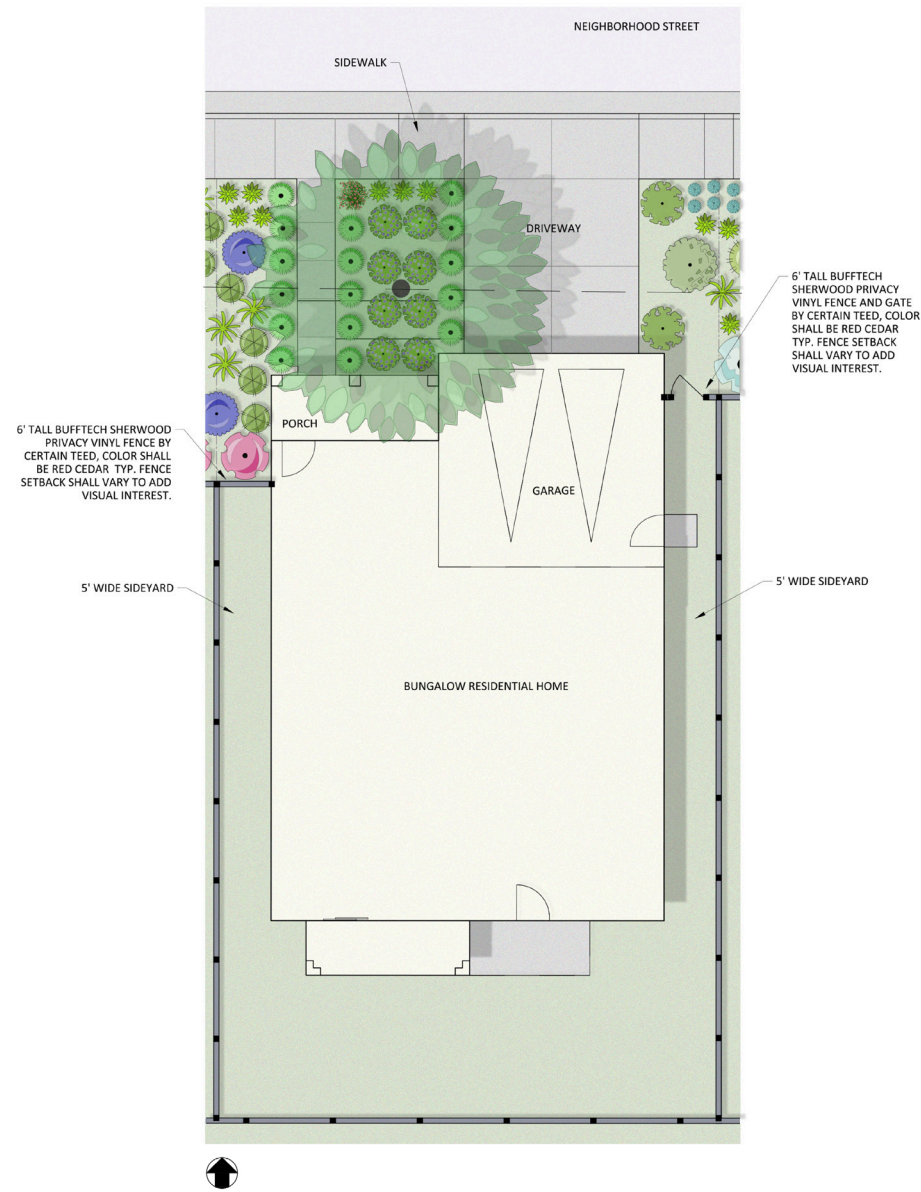 NEIGHBORHOOD STREET
SIDEWALK
DRIVEWAY
6' TALL BUFFTECH
SHERWOOD PRIVACY
VINYL FENCE AND GATE
BY CERTAIN TEED, COLOR
SHALL BE RED CEDAR
TYP. FENCE SETBACK
SHALL VARY TO ADD
VISUAL INTEREST.
PORCH
6' TALL BUFFTECH SHERWOOD
PRIVACY VINYL FENCE BY
CERTAIN TEED, COLOR SHALL
BE RED CEDAR TYP. FENCE
SETBACK SHALL VARY TO ADD
VISUAL INTEREST.
GARAGE
5' WIDE SIDEYARD
5' WIDE SIDEYARD
BUNGALOW RESIDENTIAL HOME